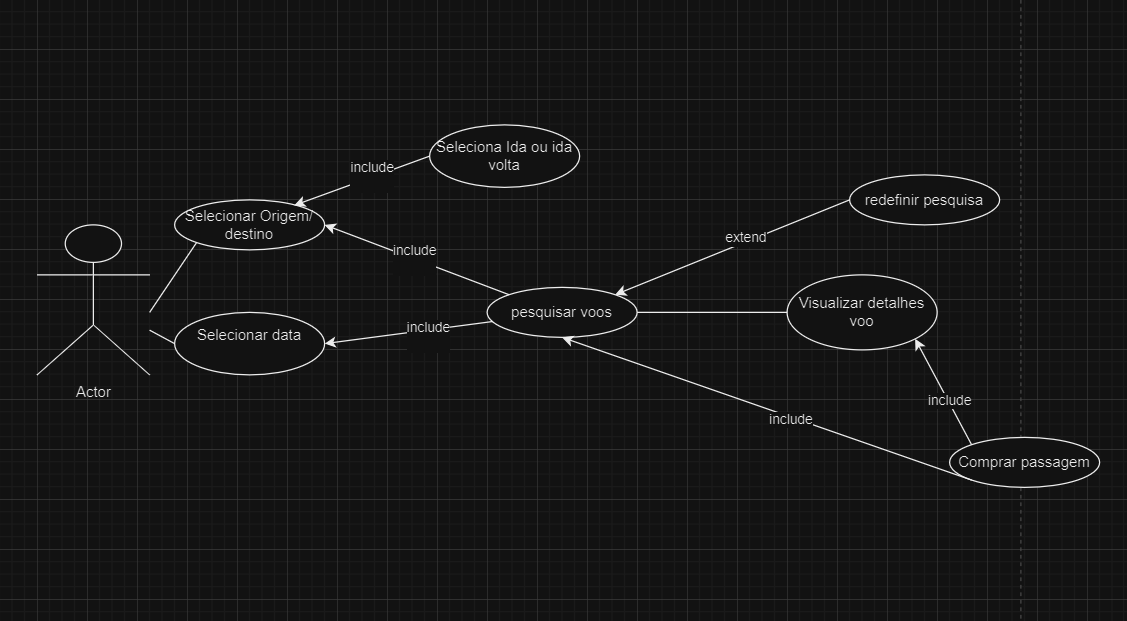 Seleciona Ida ou ida
volta
include
redefinir pesquisa
Selecionar Origem/
destino
extend
include
Visualizar detalhes
voo
pesquisar voos
include
Selecionar data
Actor
include
include
Comprar passagem